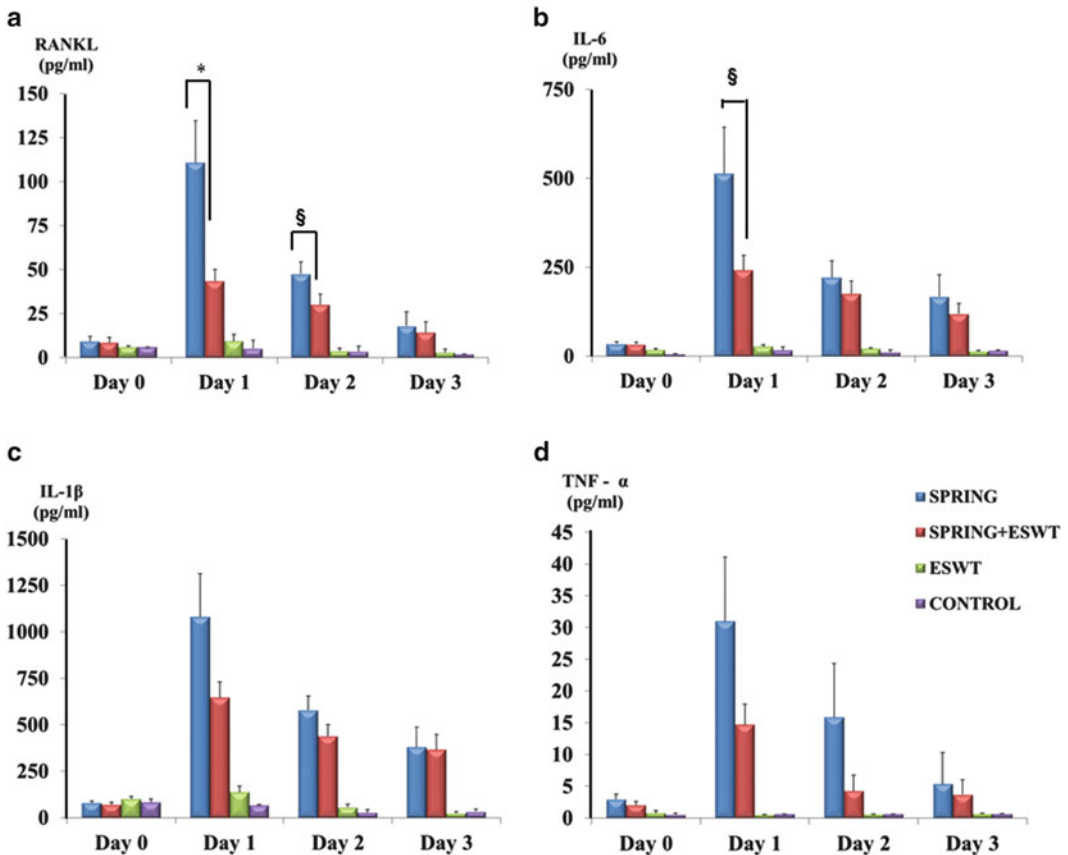 a
RANKL
(pg/ml)
150
125
100
75
50
25
0
*
§
Day 0 Day 1 Day 2 Day 3
b
IL-6
(pg/ml)
750
500
250
0
§
Day 0 Day 1 Day 2 Day 3
c
IL-1β
(pg/ml)
1500
1250
1000
750
500
250
0
Day 0 Day 1 Day 2 Day 3
d
TNF - α
(pg/ml)
45
40
35
30
25
20
15
10
5
0
Day 0 Day 1 Day 2 Day 3
SPRING
SPRING+ESWT
ESWT
CONTROL